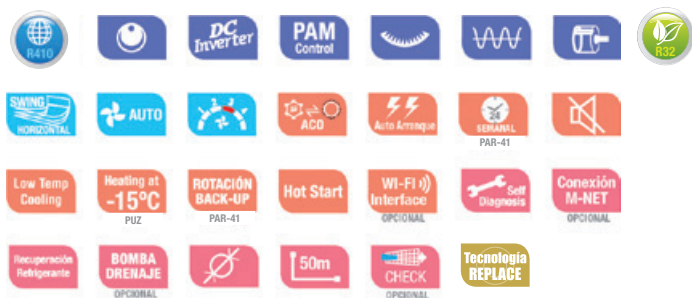 R410
DC
Inverter
PAM
Control
R32
SWING
HORIZONTAL
AUTO
ACO
Auto Arranque
24
SEMANAL
PAR-41
Low Temp
Cooling
Heating at
-15ºC
PUZ
ROTACIÓN
BACK-UP
PAR-41
Hot Start
WI-FI
Interface
OPCIONAL
Self
Diagnosis
Conexión
M-NET
OPCIONAL
Recuperación
Refrigerante
BOMBA
DRENAJE
OPCIONAL
50m
CHECK
OPCIONAL
Tecnología
REPLACE